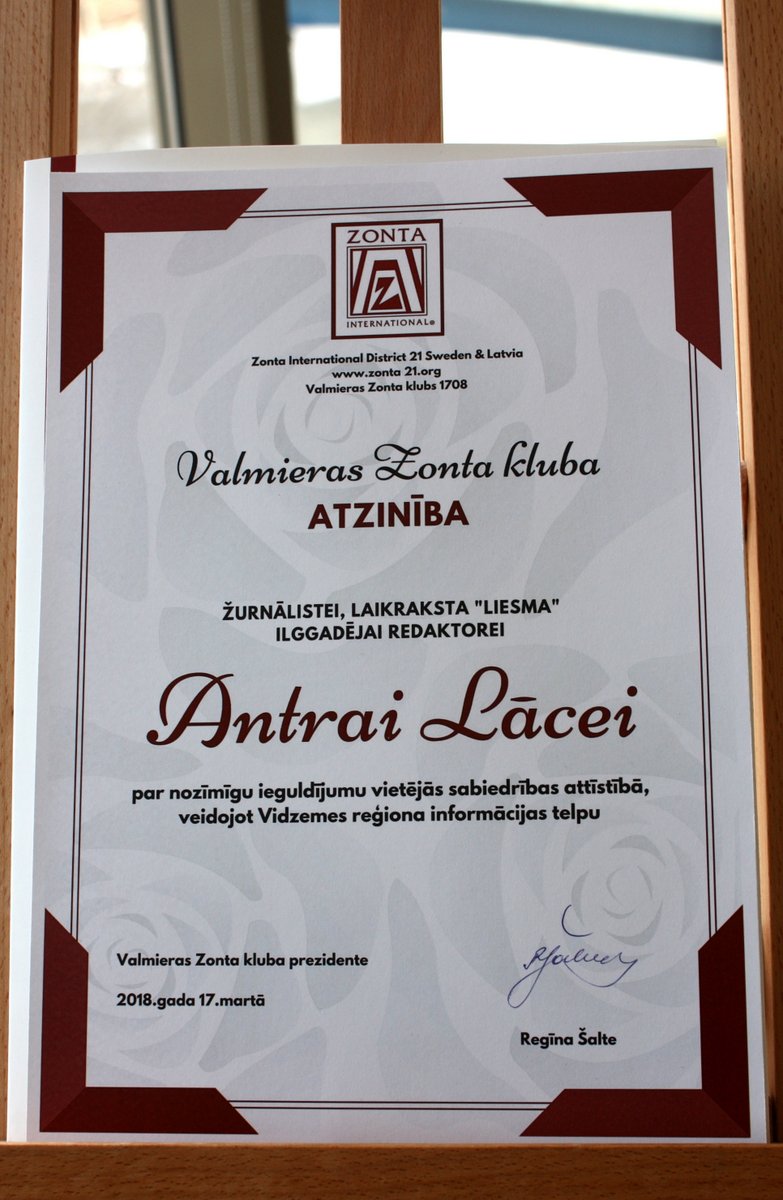 ZONTA
INTERNATIONAL®
Zonta International District 21 Sweden & Latvia
www.zonta 21.org
Valmieras Zonta klubs 1708
Valmieras Zonta kluba
ATZINĪBA
ŽURNĀLISTEI, LAIKRAKSTA "LIESMA"
ILGGADĒJAI REDAKTOREI
Antrai Lācei
par nozīmīgu ieguldījumu vietējās sabiedrības attīstībā,
veidojot Vidzemes reģiona informācijas telpu
Valmieras Zonta kluba prezidente
2018.gada 17.martā
Regīna Šalte